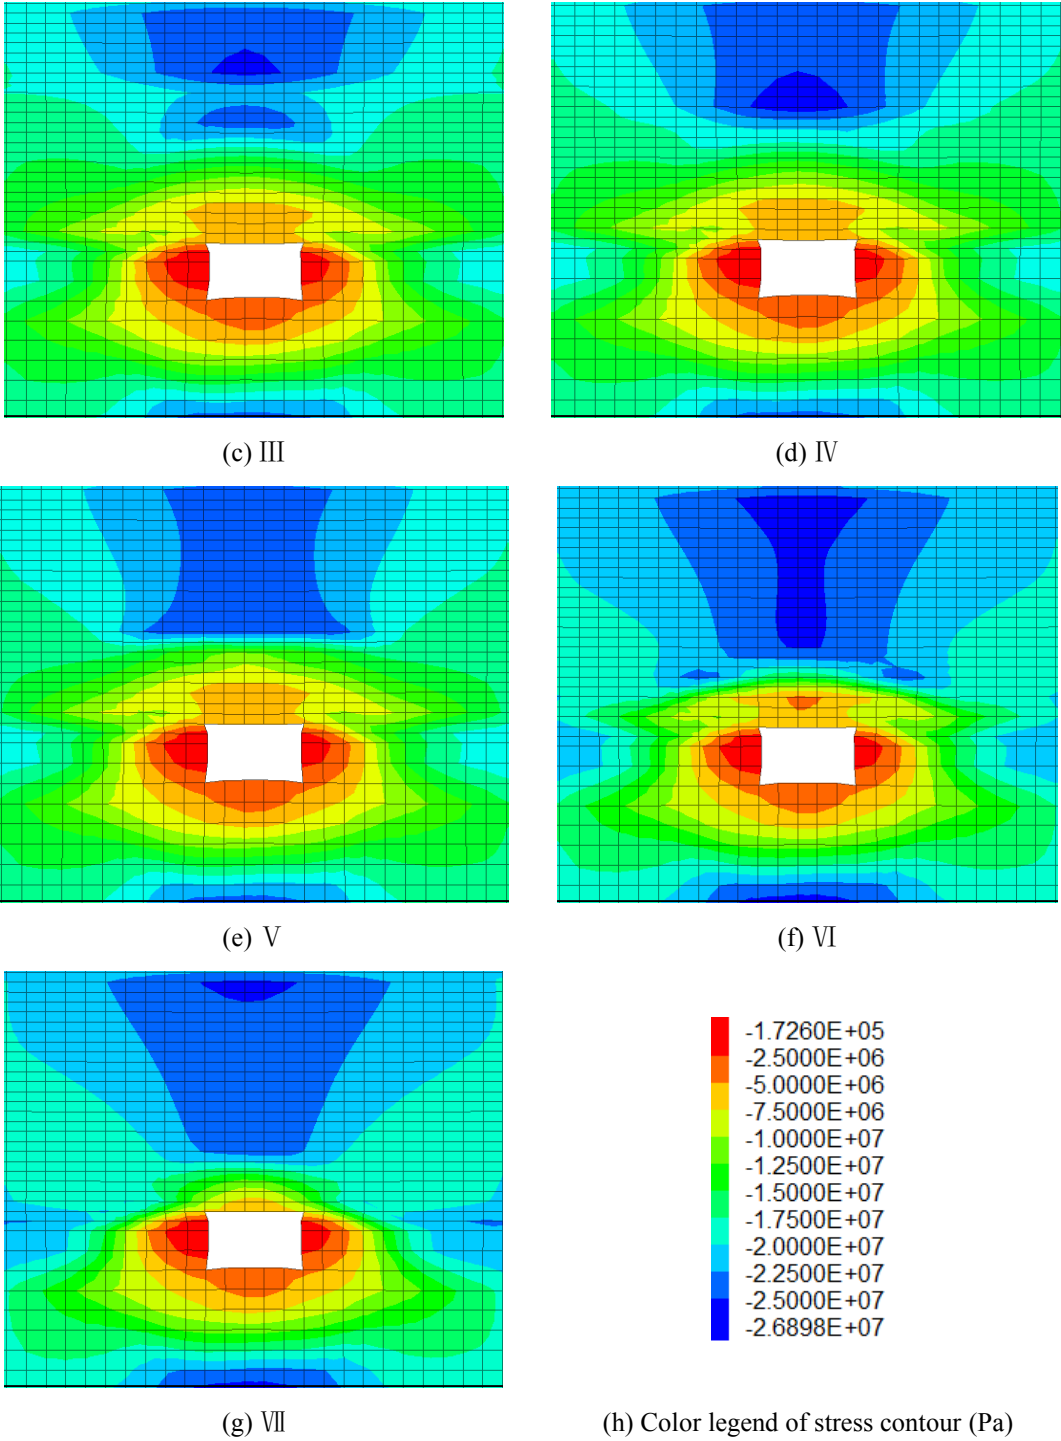 (c) Ⅲ
(d) Ⅳ
(e) Ⅴ
(f) Ⅵ
-1.7260E+05
-2.5000E+06
-5.0000E+06
-7.5000E+06
-1.0000E+07
-1.2500E+07
-1.5000E+07
-1.7500E+07
-2.0000E+07
-2.2500E+07
-2.5000E+07
-2.6898E+07
(g) Ⅶ
(h) Color legend of stress contour (Pa)